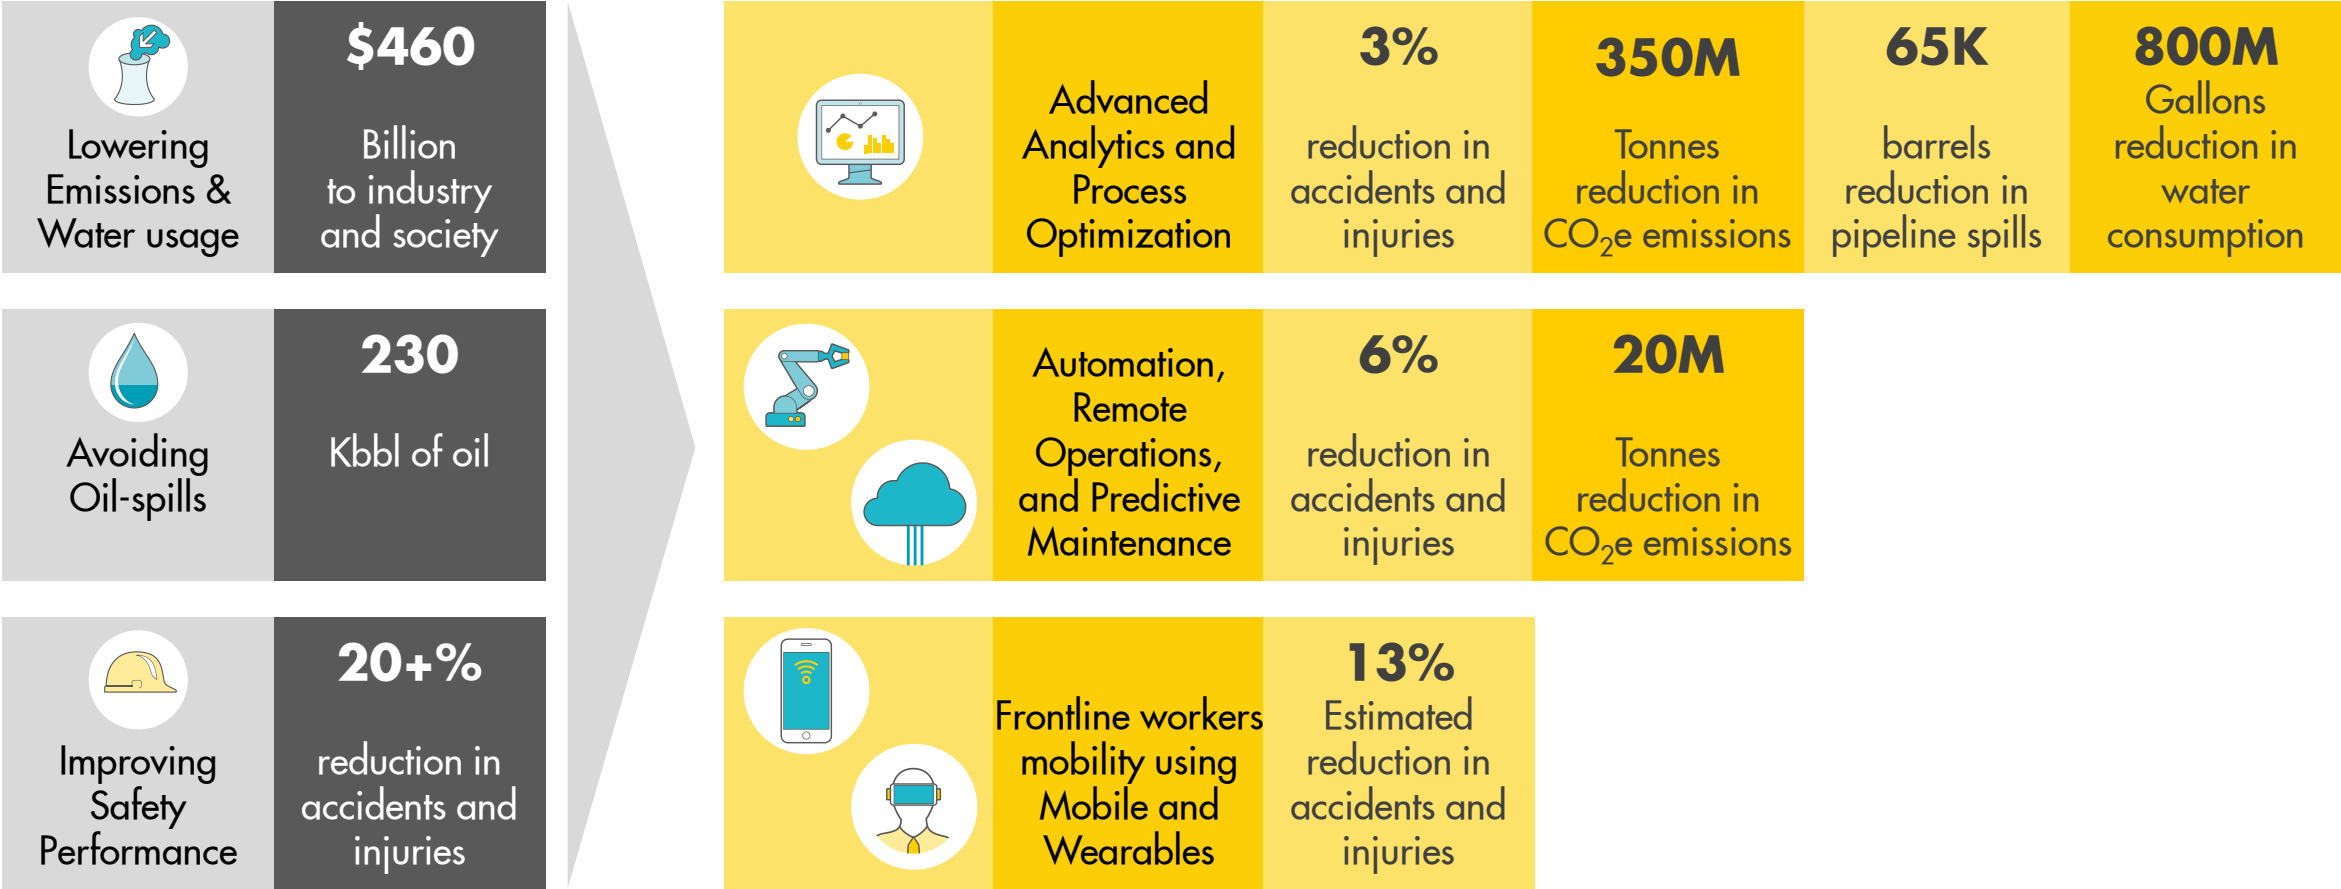 $460
Lowering
Emissions &
Water usage
Billion
to industry
and society
Advanced
Analytics and
Process
Optimization
3%
reduction in
accidents and
injuries
350M
Tonnes
reduction in
CO₂e emissions
65K
barrels
reduction in
pipeline spills
800M
Gallons
reduction in
water
consumption
Avoiding
Oil-spills
230
Kbbl of oil
Automation,
Remote
Operations,
and Predictive
Maintenance
6%
reduction in
accidents and
injuries
20M
Tonnes
reduction in
CO₂e emissions
Improving
Safety
Performance
20+%
reduction in
accidents and
injuries
Frontline workers
mobility using
Mobile and
Wearables
13%
Estimated
reduction in
accidents and
injuries